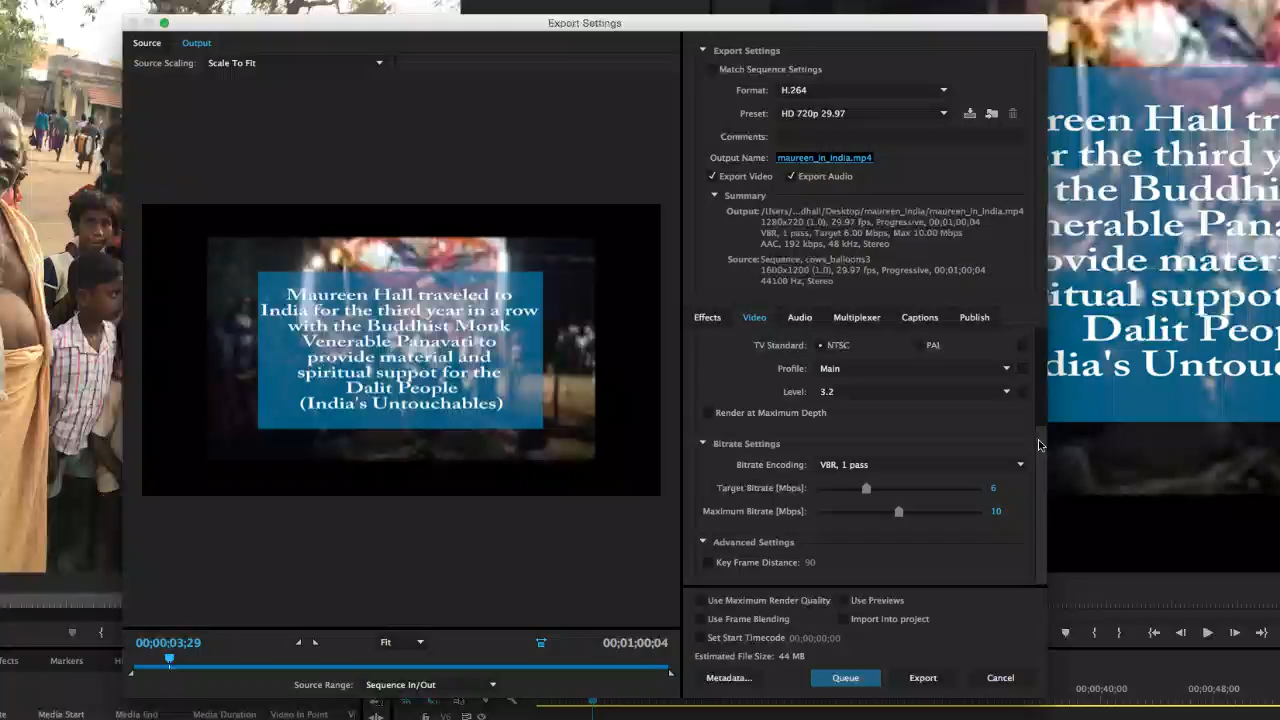 Export Settings
Source
Output
Source Scaling:
Scale To Fit
Maureen Hall traveled to
India for the third year in a row
with the Buddhist Monk
Venerable Panavati to
provide material and
spiritual suppot for the
Dalit People
(India's Untouchables)
00;00;03;29
Fit
00;01;00;04
Source Range:
Sequence In/Out
Export Settings
Match Sequence Settings
Format:
H.264
Preset:
HD 720p 29.97
Comments:
Output Name:
maureen_in_india.mp4
Export Video
Export Audio
Summary
Output: /Users/...dhall/Desktop/maureen_india/maureen_in_india.mp4
1280x720 (1.0), 29.97 fps, Progressive, 00;01;00;04
VBR, 1 pass, Target 6.00 Mbps, Max 10.00 Mbps
AAC, 192 kbps, 48 kHz, Stereo
Source: Sequence, cows_balloons3
1600x1200 (1.0), 29.97 fps, Progressive, 00;01;00;04
44100 Hz, Stereo
Effects
Video
Audio
Multiplexer
Captions
Publish
TV Standard:
NTSC
PAL
Profile:
Main
Level:
3.2
Render at Maximum Depth
Bitrate Settings
Bitrate Encoding:
VBR, 1 pass
Target Bitrate [Mbps]:
6
Maximum Bitrate [Mbps]:
10
Advanced Settings
Key Frame Distance: 90
Use Maximum Render Quality
Use Previews
Use Frame Blending
Import into project
Set Start Timecode
00;00;00;00
Estimated File Size: 44 MB
Metadata...
Queue
Export
Cancel
reen Hall tr
r the third y
the Buddhi
nerable Pana
ovide mater
itual suppot
Dalit Peop
dia's Untou
fects
Markers
Media Start
Media End
Media Duration
Video In Point
V
V6
00;00;40;00
00;00;48;00